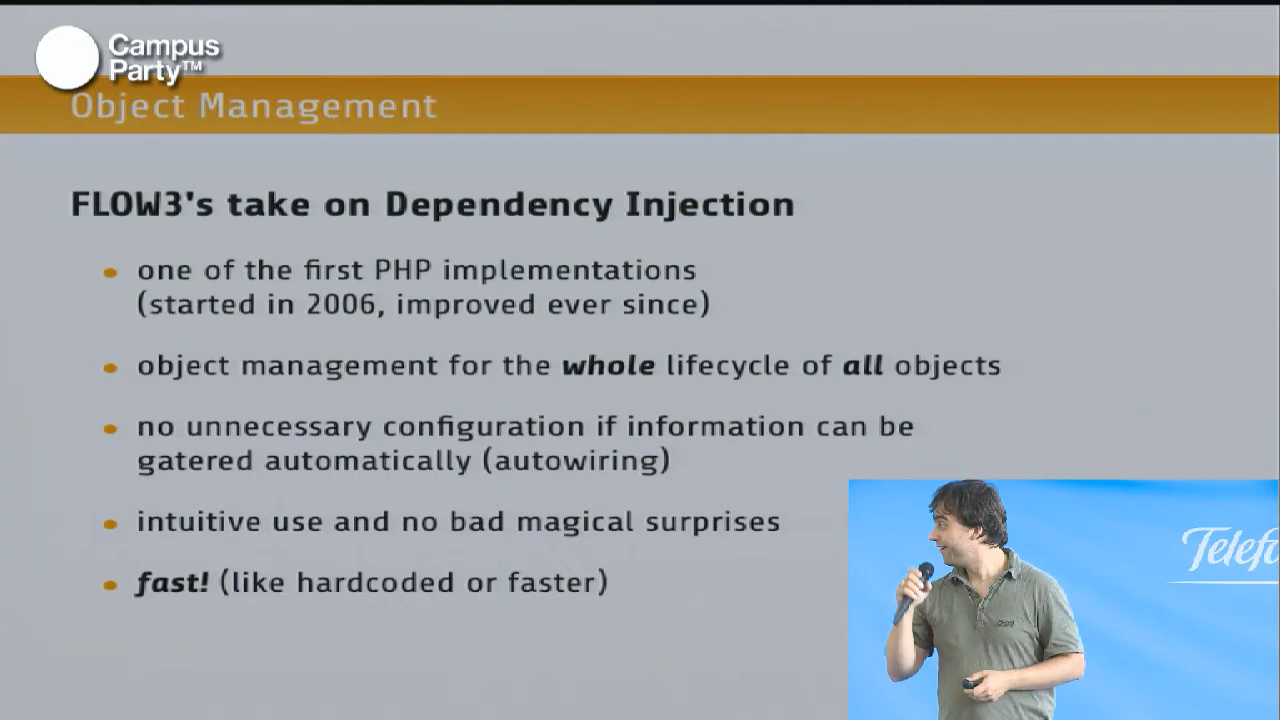 Campus
Party™
Object Management
FLOW3's take on Dependency Injection
one of the first PHP implementations
(started in 2006, improved ever since)
object management for the whole lifecycle of all objects
no unnecessary configuration if information can be
gatered automatically (autowiring)
intuitive use and no bad magical surprises
fast! (like hardcoded or faster)